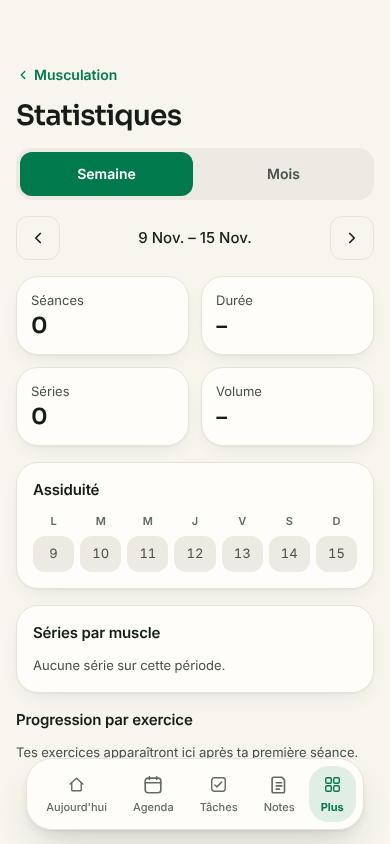 Musculation
Statistiques
Semaine Mois
9 Nov. – 15 Nov.
Séances Durée
0 –
Séries Volume
0 –
Assiduité
L M M J V S D
9 10 11 12 13 14 15
Séries par muscle
Aucune série sur cette période.
Progression par exercice
Tes exercices apparaîtront ici après ta première séance.
Aujourd'hui Agenda Tâches Notes Plus